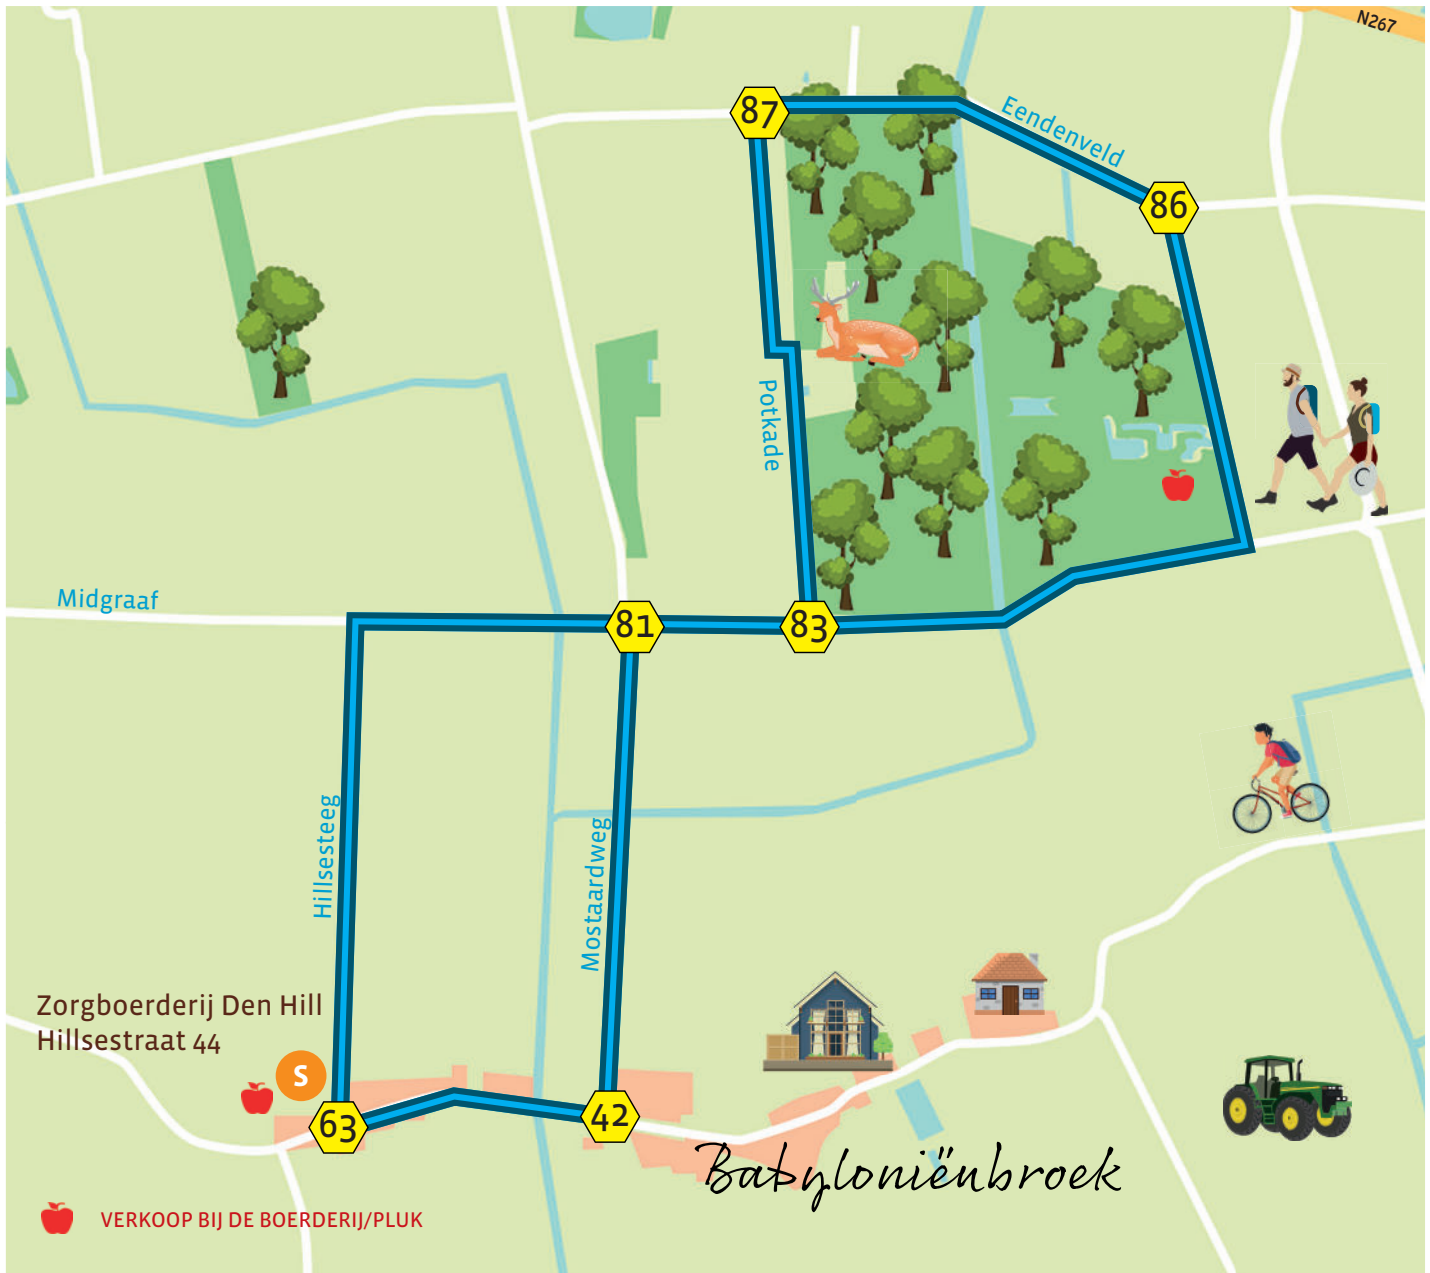 N267
87
Eendenveld
86
Potkade
Midgraaf
81
83
Hillsesteeg
Mostaardweg
Zorgboerderij Den Hill
Hillsestraat 44
S
63
42
Babyloniënbroek
VERKOOP BIJ DE BOERDERIJ/PLUK